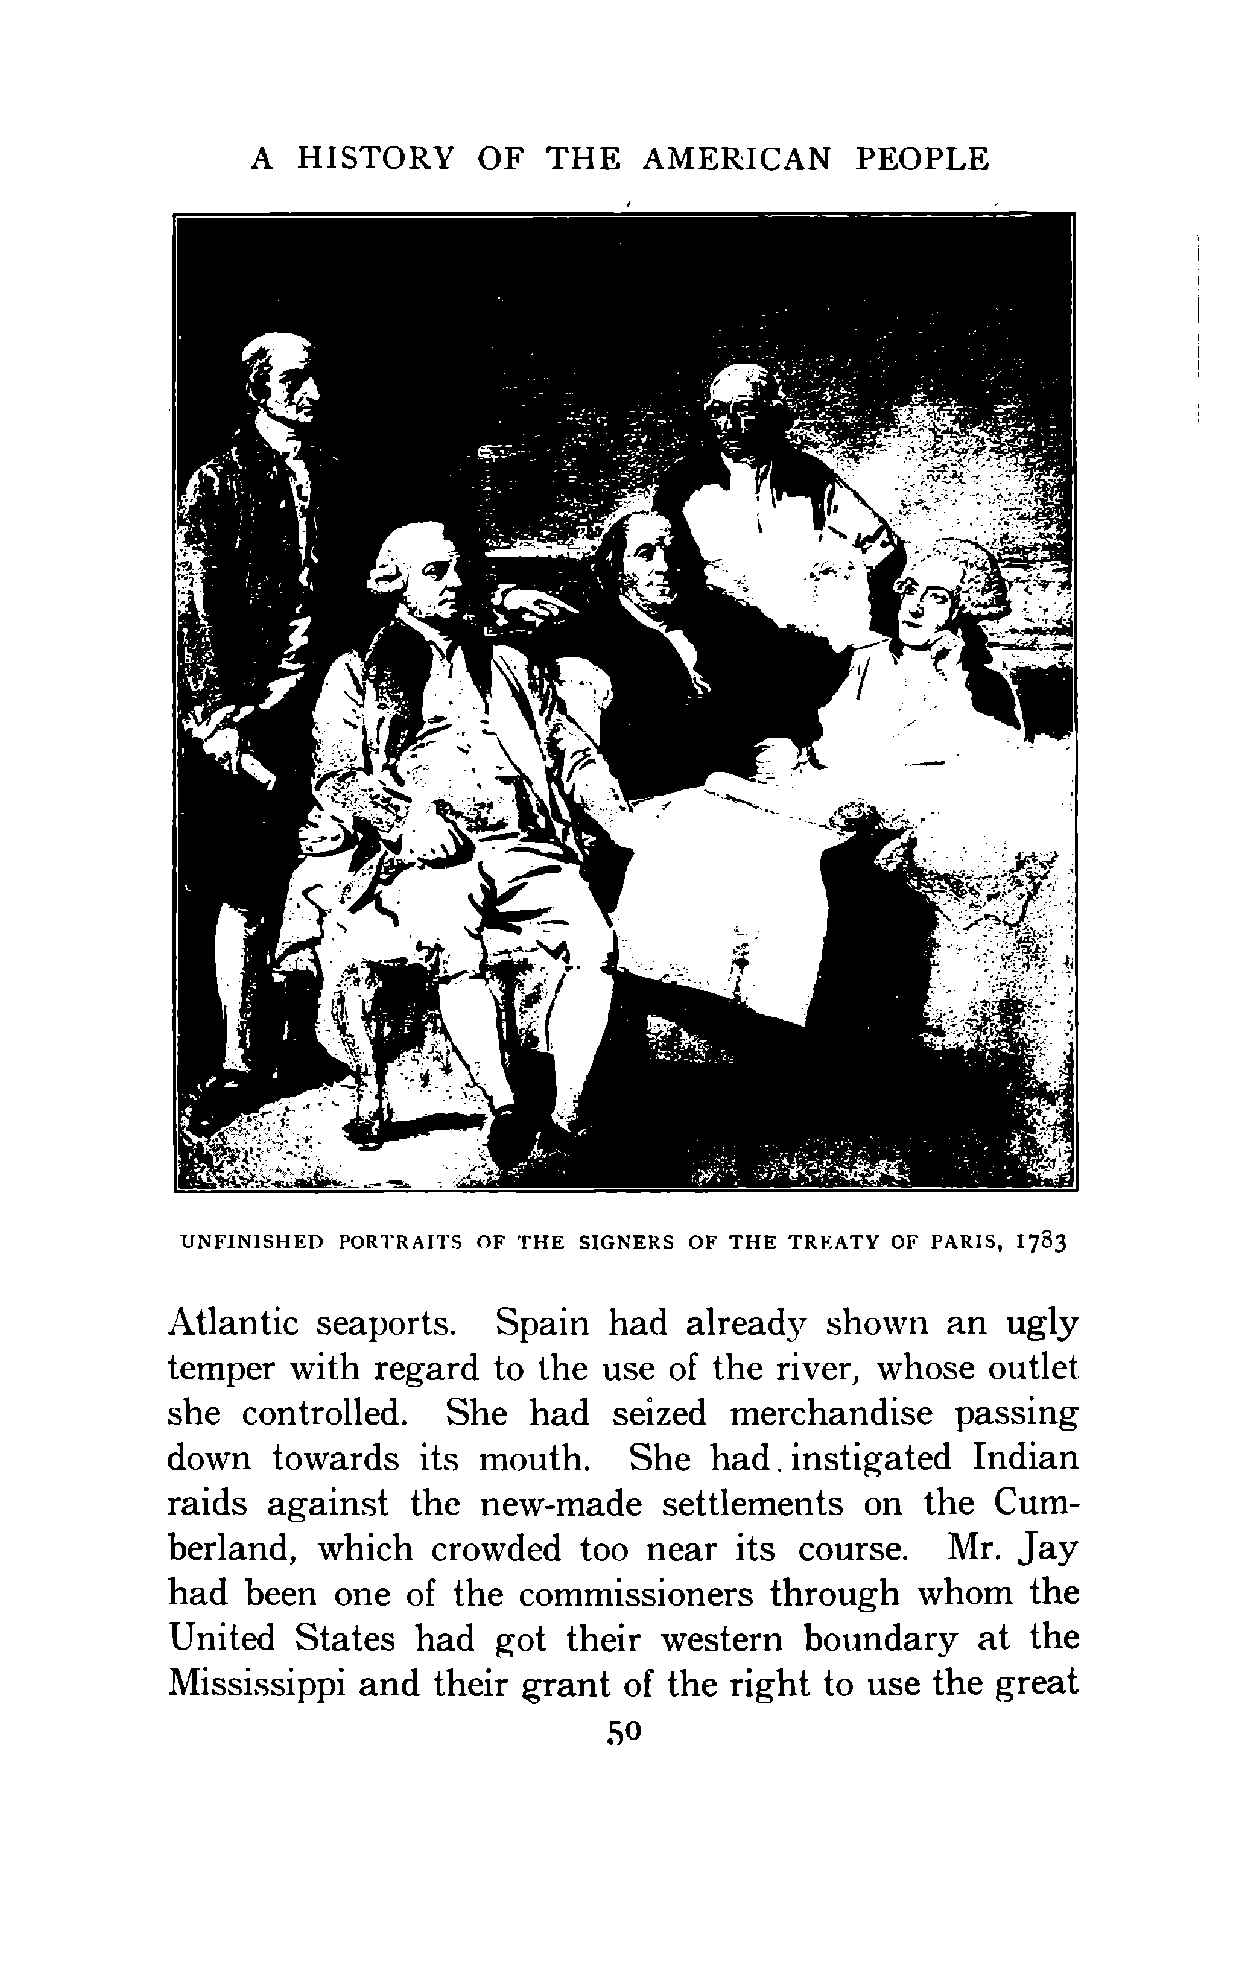 A HISTORY OF THE AMERICAN PEOPLE
UNFINISHED PORTRAITS OF THE SIGNERS OF THE TREATY OF PARIS, 1783
Atlantic seaports. Spain had already shown an ugly
temper with regard to the use of the river, whose outlet
she controlled. She had seized merchandise passing
down towards its mouth. She had instigated Indian
raids against the new-made settlements on the Cum-
berland, which crowded too near its course. Mr. Jay
had been one of the commissioners through whom the
United States had got their western boundary at the
Mississippi and their grant of the right to use the great
50